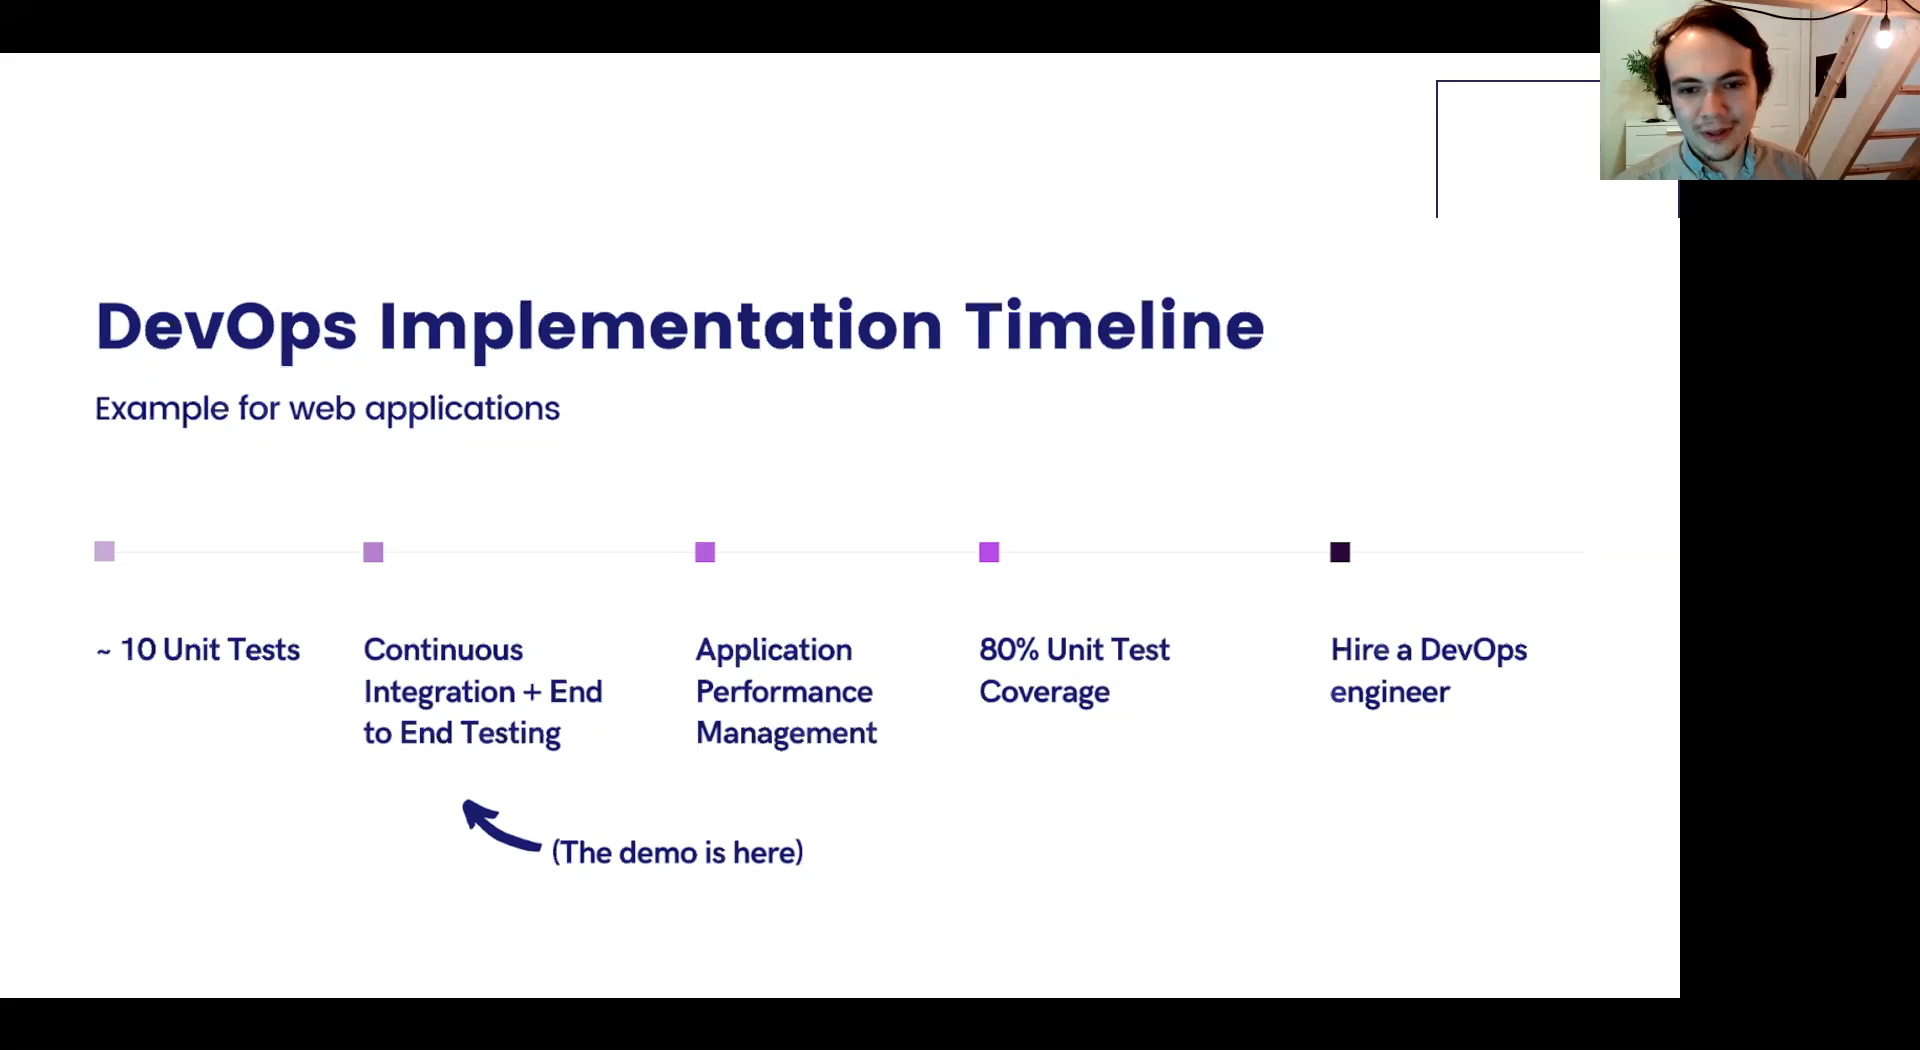 DevOps Implementation Timeline
Example for web applications
~ 10 Unit Tests
Continuous
Integration + End
to End Testing
Application
Performance
Management
80% Unit Test
Coverage
Hire a DevOps
engineer
(The demo is here)